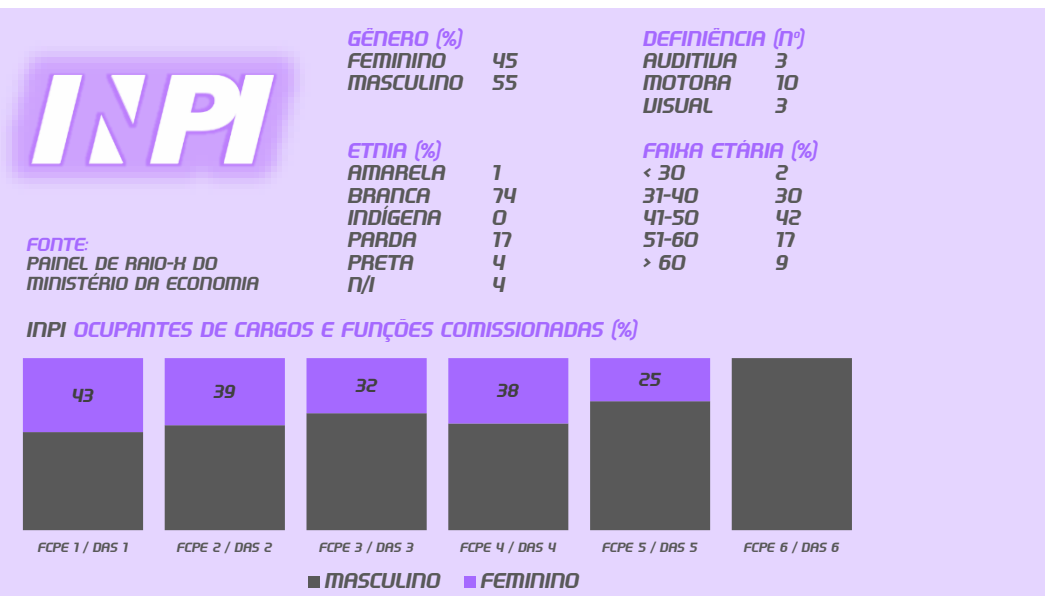 INPI
GÊNERO (%)
FEMININO 45
MASCULINO 55
DEFINIÊNCIA (Nº)
AUDITIVA 3
MOTORA 10
VISUAL 3
ETNIA (%)
AMARELA 1
BRANCA 74
INDÍGENA 0
PARDA 17
PRETA 4
N/I 4
FAIXA ETÁRIA (%)
< 30 2
31-40 30
41-50 42
51-60 17
> 60 9
FONTE:
PAINEL DE RAIO-X DO
MINISTÉRIO DA ECONOMIA
INPI OCUPANTES DE CARGOS E FUNÇÕES COMISSIONADAS (%)
43 39 32 38 25
FCPE 1 / DAS 1 FCPE 2 / DAS 2 FCPE 3 / DAS 3 FCPE 4 / DAS 4 FCPE 5 / DAS 5 FCPE 6 / DAS 6
MASCULINO FEMININO